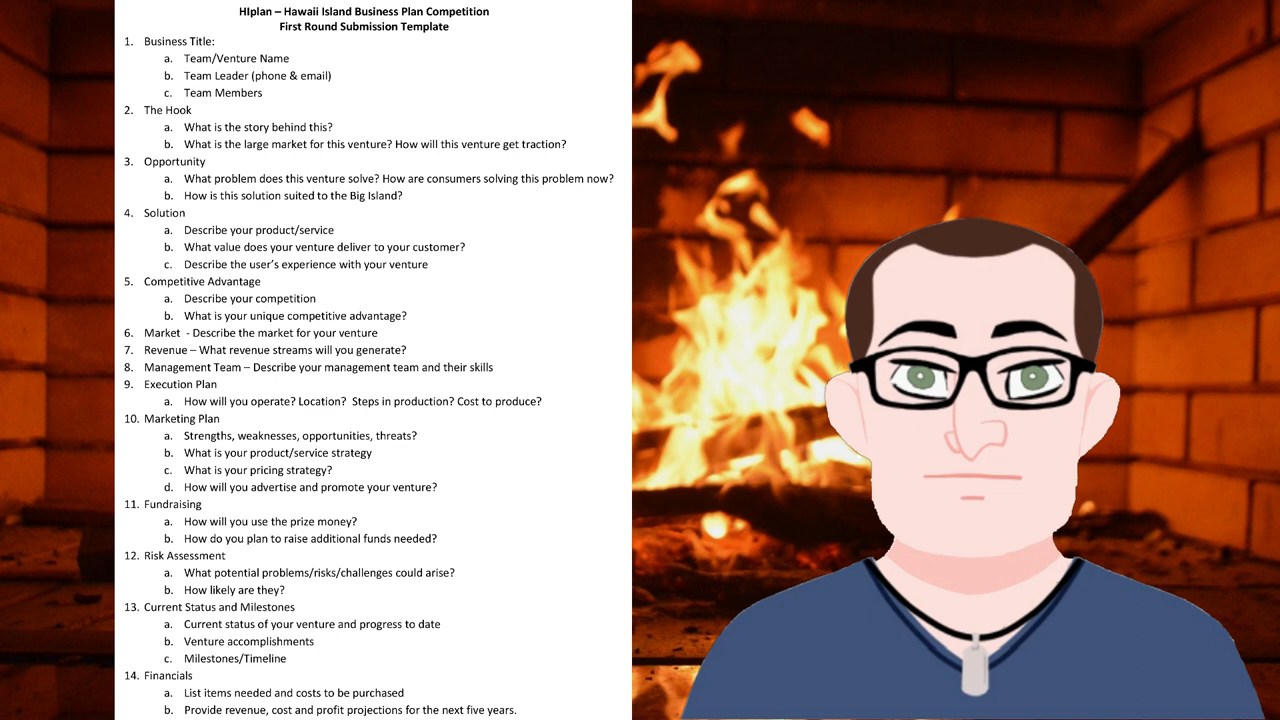 HIplan – Hawaii Island Business Plan Competition
First Round Submission Template
1. Business Title:
a. Team/Venture Name
b. Team Leader (phone & email)
c. Team Members
2. The Hook
a. What is the story behind this?
b. What is the large market for this venture? How will this venture get traction?
3. Opportunity
a. What problem does this venture solve? How are consumers solving this problem now?
b. How is this solution suited to the Big Island?
4. Solution
a. Describe your product/service
b. What value does your venture deliver to your customer?
c. Describe the user’s experience with your venture
5. Competitive Advantage
a. Describe your competition
b. What is your unique competitive advantage?
6. Market - Describe the market for your venture
7. Revenue – What revenue streams will you generate?
8. Management Team – Describe your management team and their skills
9. Execution Plan
a. How will you operate? Location? Steps in production? Cost to produce?
10. Marketing Plan
a. Strengths, weaknesses, opportunities, threats?
b. What is your product/service strategy
c. What is your pricing strategy?
d. How will you advertise and promote your venture?
11. Fundraising
a. How will you use the prize money?
b. How do you plan to raise additional funds needed?
12. Risk Assessment
a. What potential problems/risks/challenges could arise?
b. How likely are they?
13. Current Status and Milestones
a. Current status of your venture and progress to date
b. Venture accomplishments
c. Milestones/Timeline
14. Financials
a. List items needed and costs to be purchased
b. Provide revenue, cost and profit projections for the next five years.